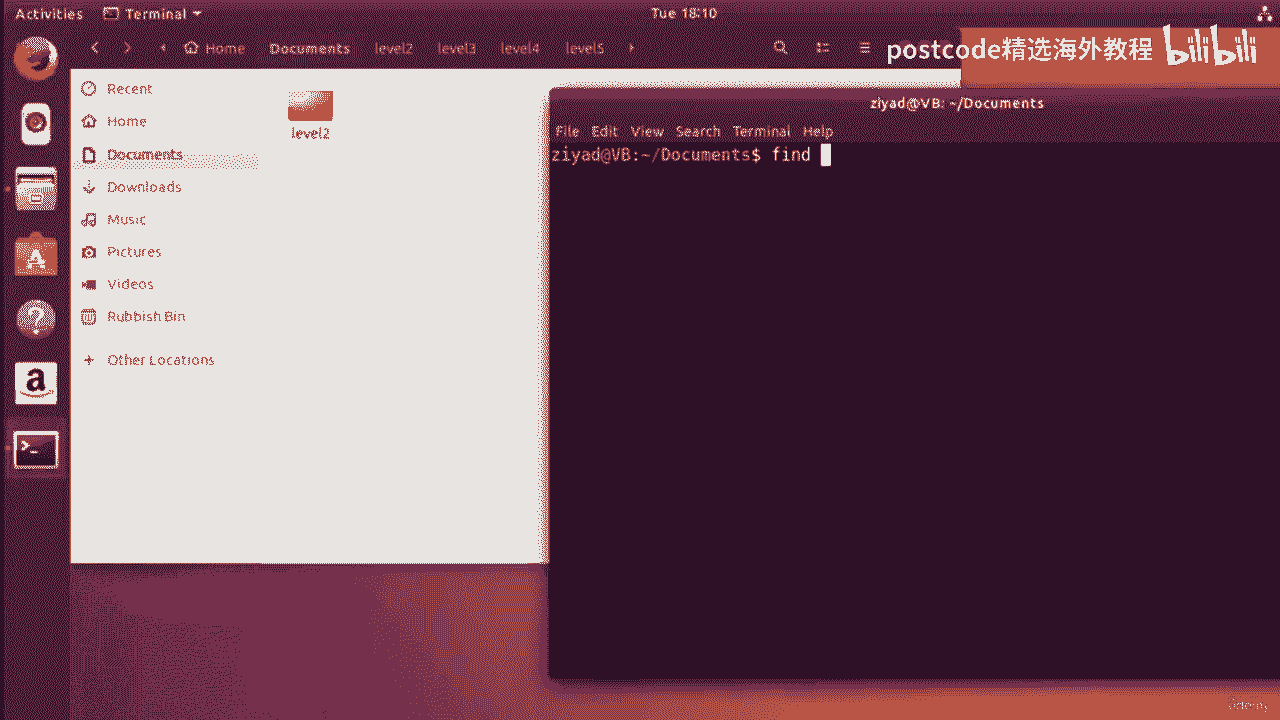 Activities Terminal Tue 18:10
Home Documents level2 level3 level4 level5
postcode精选海外教程 bilibili
Recent
Home
Documents
Downloads
Music
Pictures
Videos
Rubbish Bin
Other Locations
level2
ziyad@VB: ~/Documents
File Edit View Search Terminal Help
ziyad@VB:~/Documents$ find
Udemy